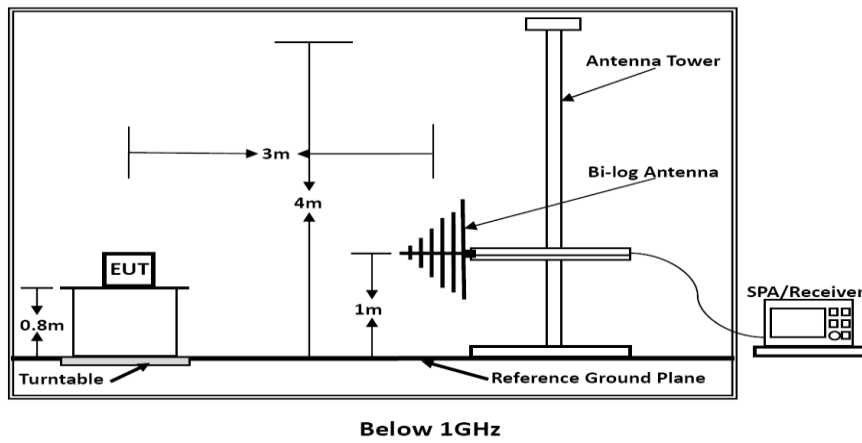 Antenna Tower
3m
Bi-log Antenna
4m
EUT
SPA/Receiver
0.8m
1m
Turntable
Reference Ground Plane
Below 1GHz